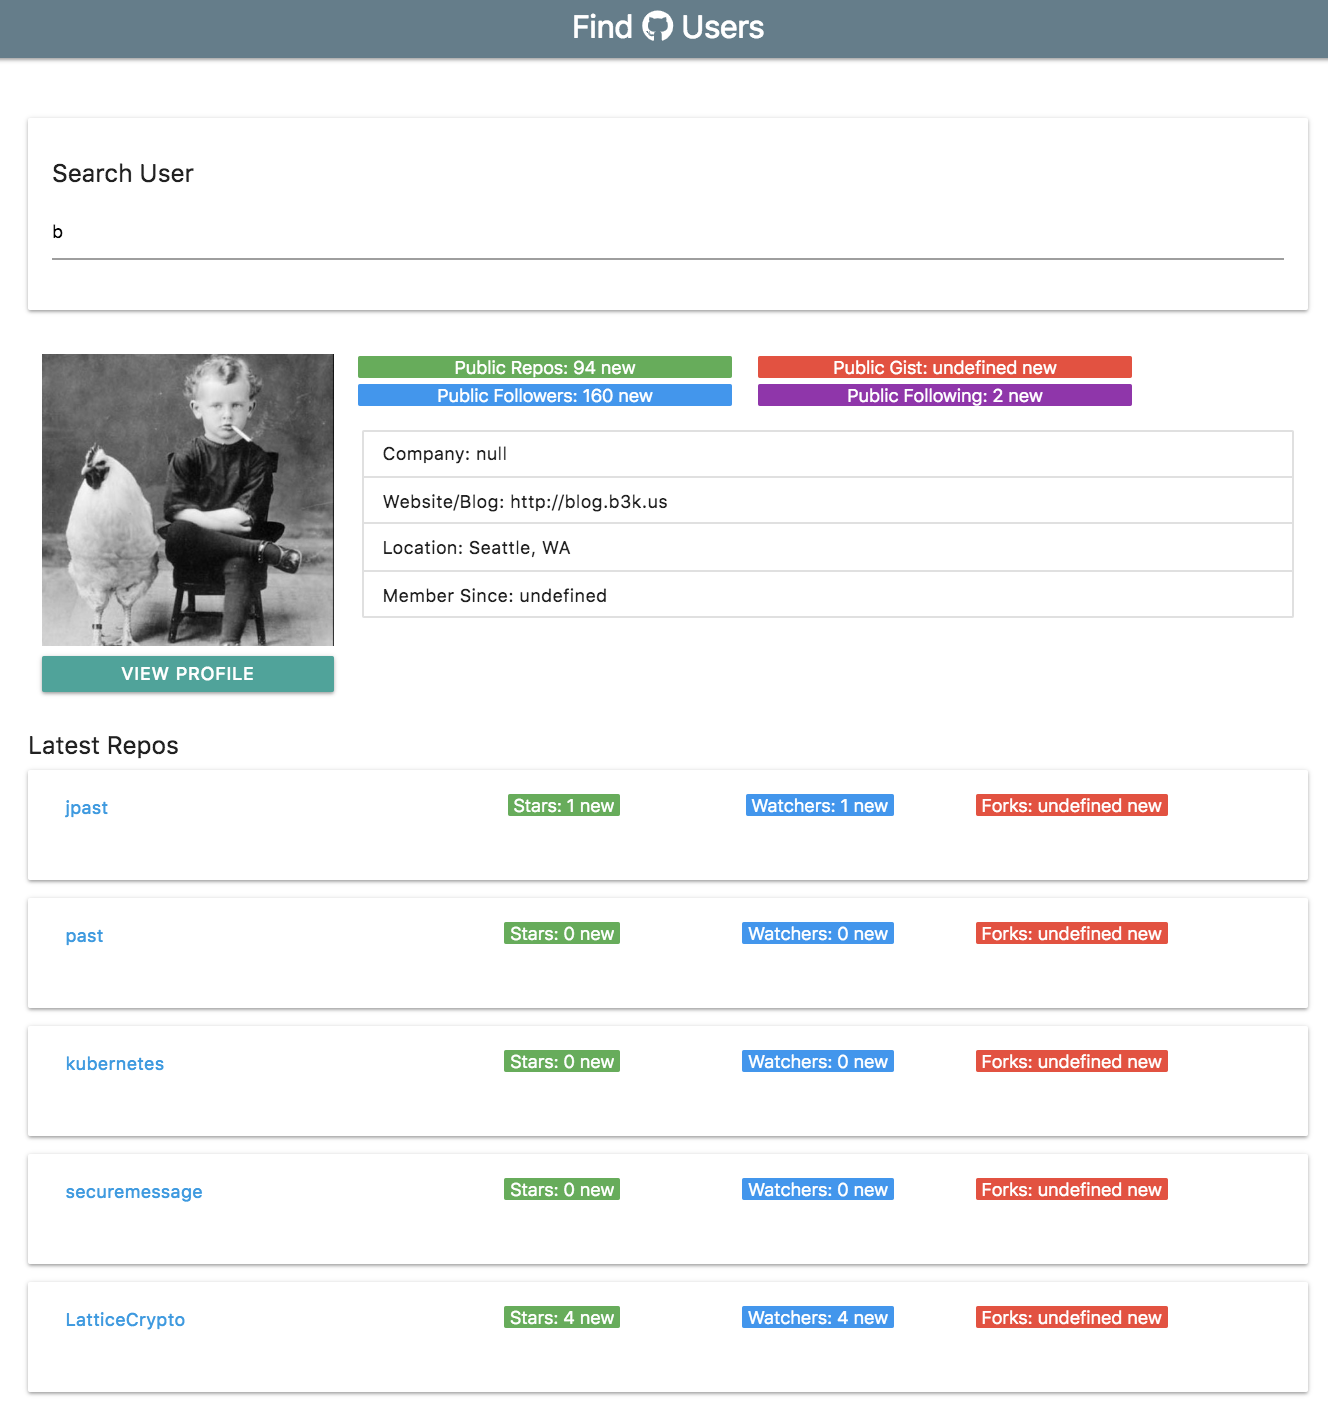 Find Users
Search User
b
Public Repos: 94 new
Public Gist: undefined new
Public Followers: 160 new
Public Following: 2 new
Company: null
Website/Blog: http://blog.b3k.us
Location: Seattle, WA
Member Since: undefined
VIEW PROFILE
Latest Repos
jpast Stars: 1 new Watchers: 1 new Forks: undefined new
past Stars: 0 new Watchers: 0 new Forks: undefined new
kubernetes Stars: 0 new Watchers: 0 new Forks: undefined new
securemessage Stars: 0 new Watchers: 0 new Forks: undefined new
LatticeCrypto Stars: 4 new Watchers: 4 new Forks: undefined new